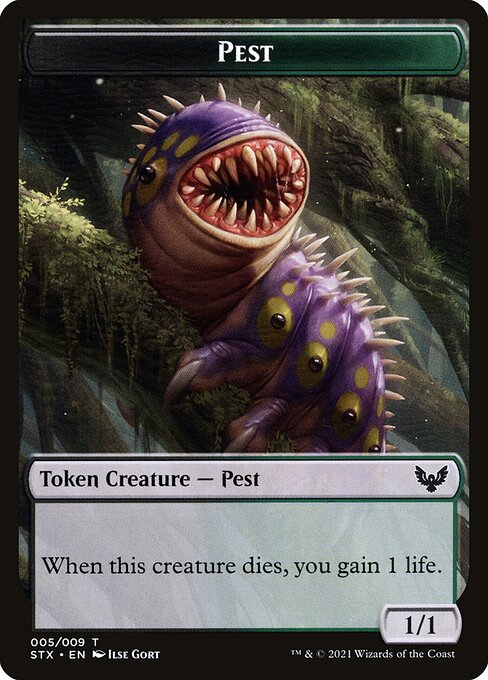 Pest
Token Creature — Pest
When this creature dies, you gain 1 life.
1/1
005/009 T
STX • EN Ilse Gort
™ & © 2021 Wizards of the Coast